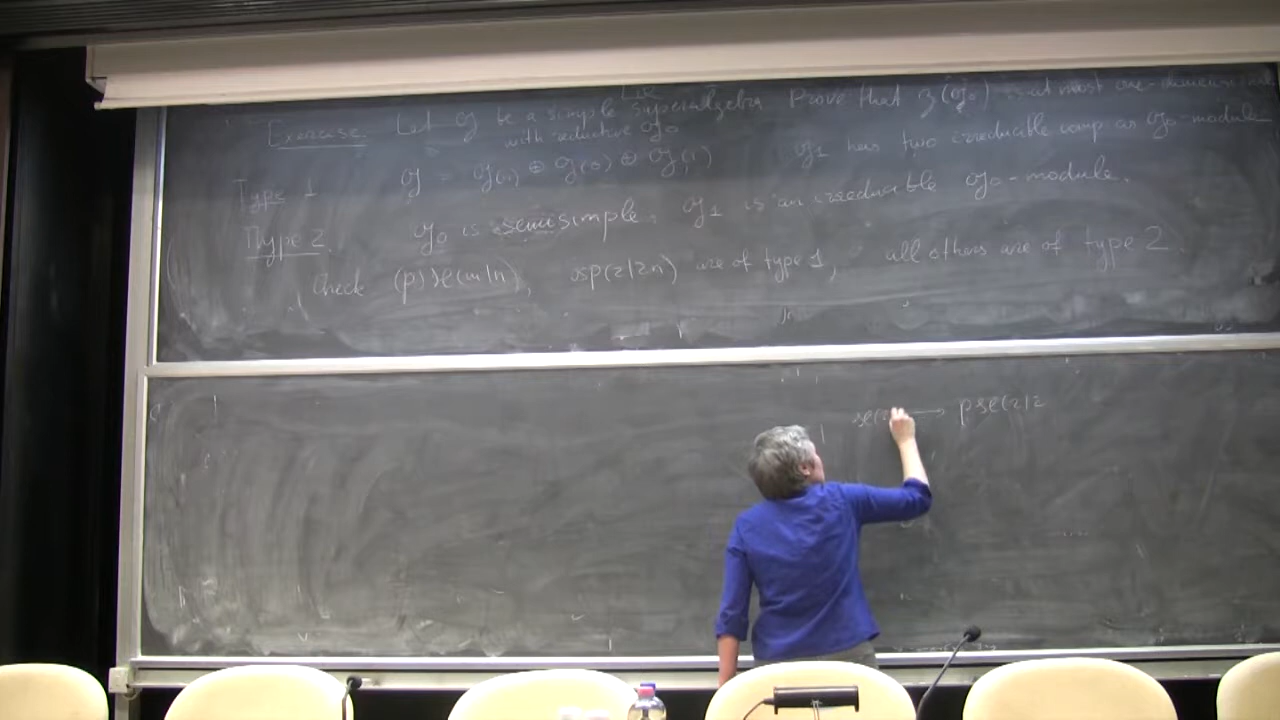 Exercise. Let 𝔤 be a simple Lie superalgebra Prove that z(𝔤₀) is at most one-dimensional
with reductive 𝔤₀
Type 1 𝔤 = 𝔤(-1) ⊕ 𝔤(0) ⊕ 𝔤(1) 𝔤₁ has two irreducible comp as 𝔤₀-module
Type 2. 𝔤₀ is semisimple. 𝔤₁ is an irreducible 𝔤₀-module.
Check (p)sl(m|n), osp(2|2n) are of type 1, all others are of type 2.
sl(2 → psl(2|2